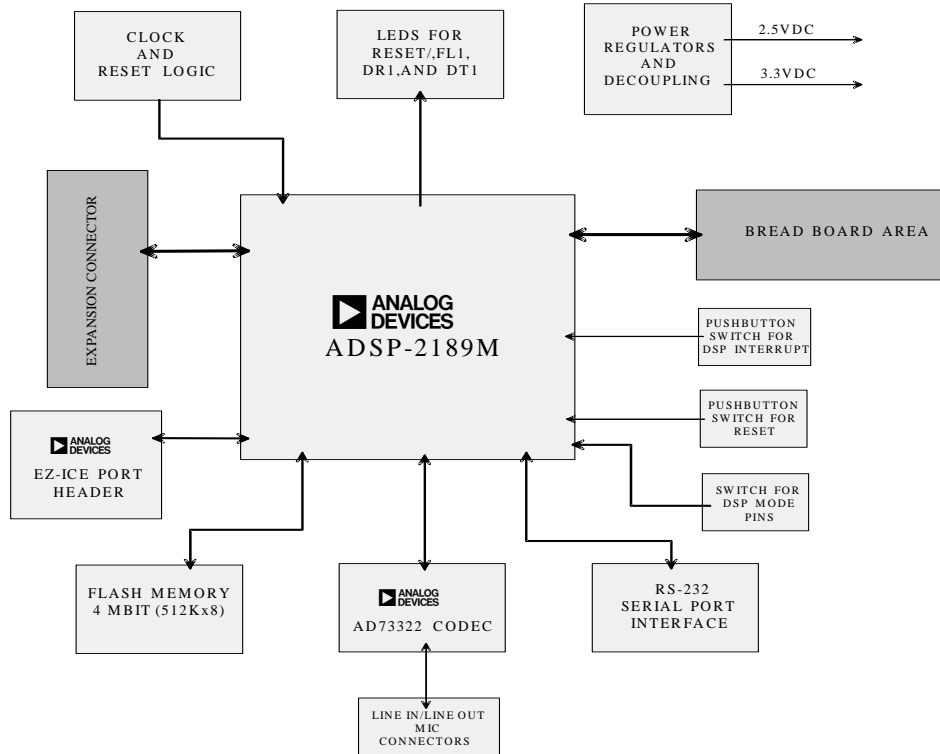 CLOCK
AND
RESET LOGIC
LEDS FOR
RESET/,FL1,
DR1,AND DT1
POWER
REGULATORS
AND
DECOUPLING
2.5VDC
3.3VDC
EXPANSION CONNECTOR
BREAD BOARD AREA
ANALOG
DEVICES
ADSP-2189M
PUSHBUTTON
SWITCH FOR
DSP INTERRUPT
PUSHBUTTON
SWITCH FOR
RESET
ANALOG
DEVICES
EZ-ICE PORT
HEADER
SWITCH FOR
DSP MODE
PINS
FLASH MEMORY
4 MBIT (512Kx8)
ANALOG
DEVICES
AD73322 CODEC
RS-232
SERIAL PORT
INTERFACE
LINE IN/LINE OUT
MIC
CONNECTORS